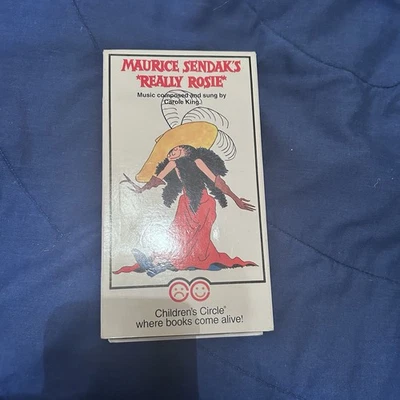 MAURICE SENDAK'S
"REALLY ROSIE"
Music composed and sung by
Carole King
Children's Circle®
where books come alive!